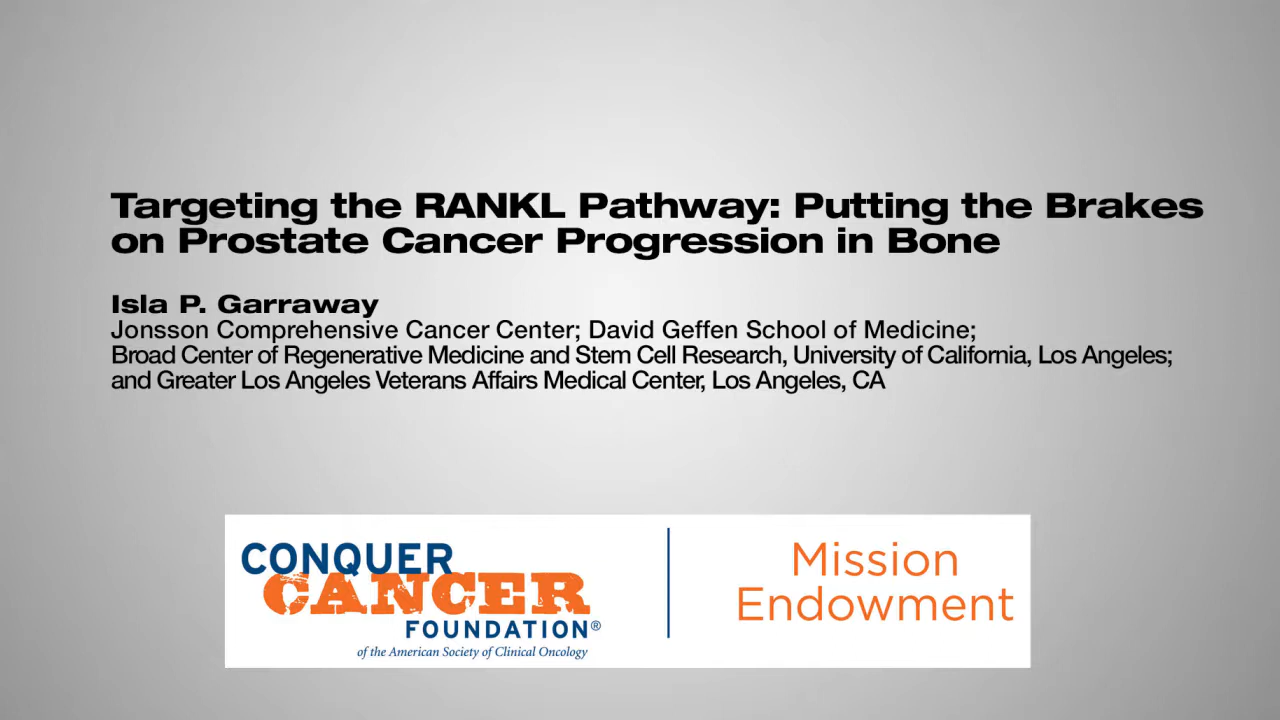 Targeting the RANKL Pathway: Putting the Brakes
on Prostate Cancer Progression in Bone
Isla P. Garraway
Jonsson Comprehensive Cancer Center; David Geffen School of Medicine;
Broad Center of Regenerative Medicine and Stem Cell Research, University of California, Los Angeles;
and Greater Los Angeles Veterans Affairs Medical Center, Los Angeles, CA
CONQUER
CANCER
FOUNDATION®
of the American Society of Clinical Oncology
Mission
Endowment